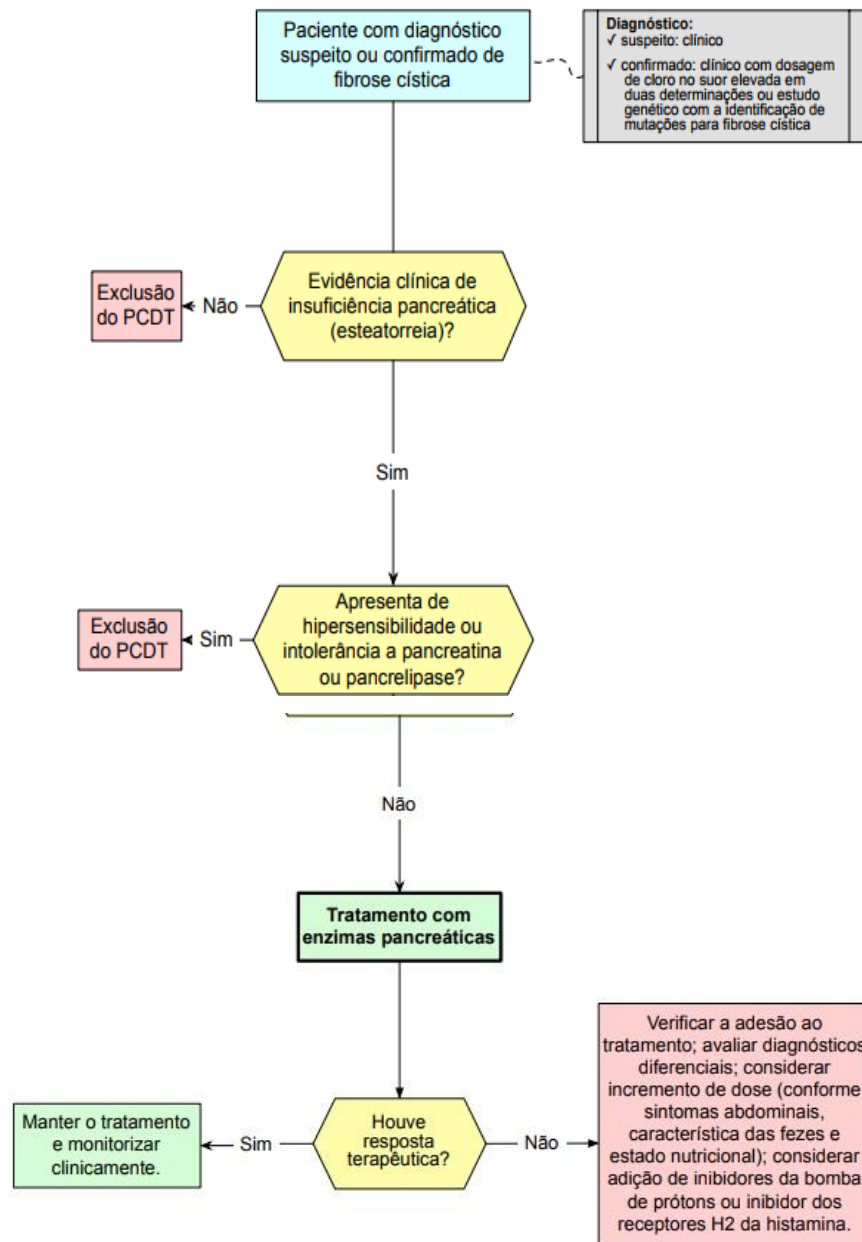 Paciente com diagnóstico
suspeito ou confirmado de
fibrose cística
Diagnóstico:
✓ suspeito: clínico
✓ confirmado: clínico com dosagem
de cloro no suor elevada em
duas determinações ou estudo
genético com a identificação de
mutações para fibrose cística
Evidência clínica de
insuficiência pancreática
(esteatorreia)?
Não
Exclusão
do PCDT
Sim
Apresenta de
hipersensibilidade ou
intolerância a pancreatina
ou pancrelipase?
Sim
Exclusão
do PCDT
Não
Tratamento com
enzimas pancreáticas
Houve
resposta
terapêutica?
Sim
Manter o tratamento
e monitorizar
clinicamente.
Não
Verificar a adesão ao
tratamento; avaliar diagnósticos
diferenciais; considerar
incremento de dose (conforme
sintomas abdominais,
característica das fezes e
estado nutricional); considerar
adição de inibidores da bomba
de prótons ou inibidor dos
receptores H2 da histamina.